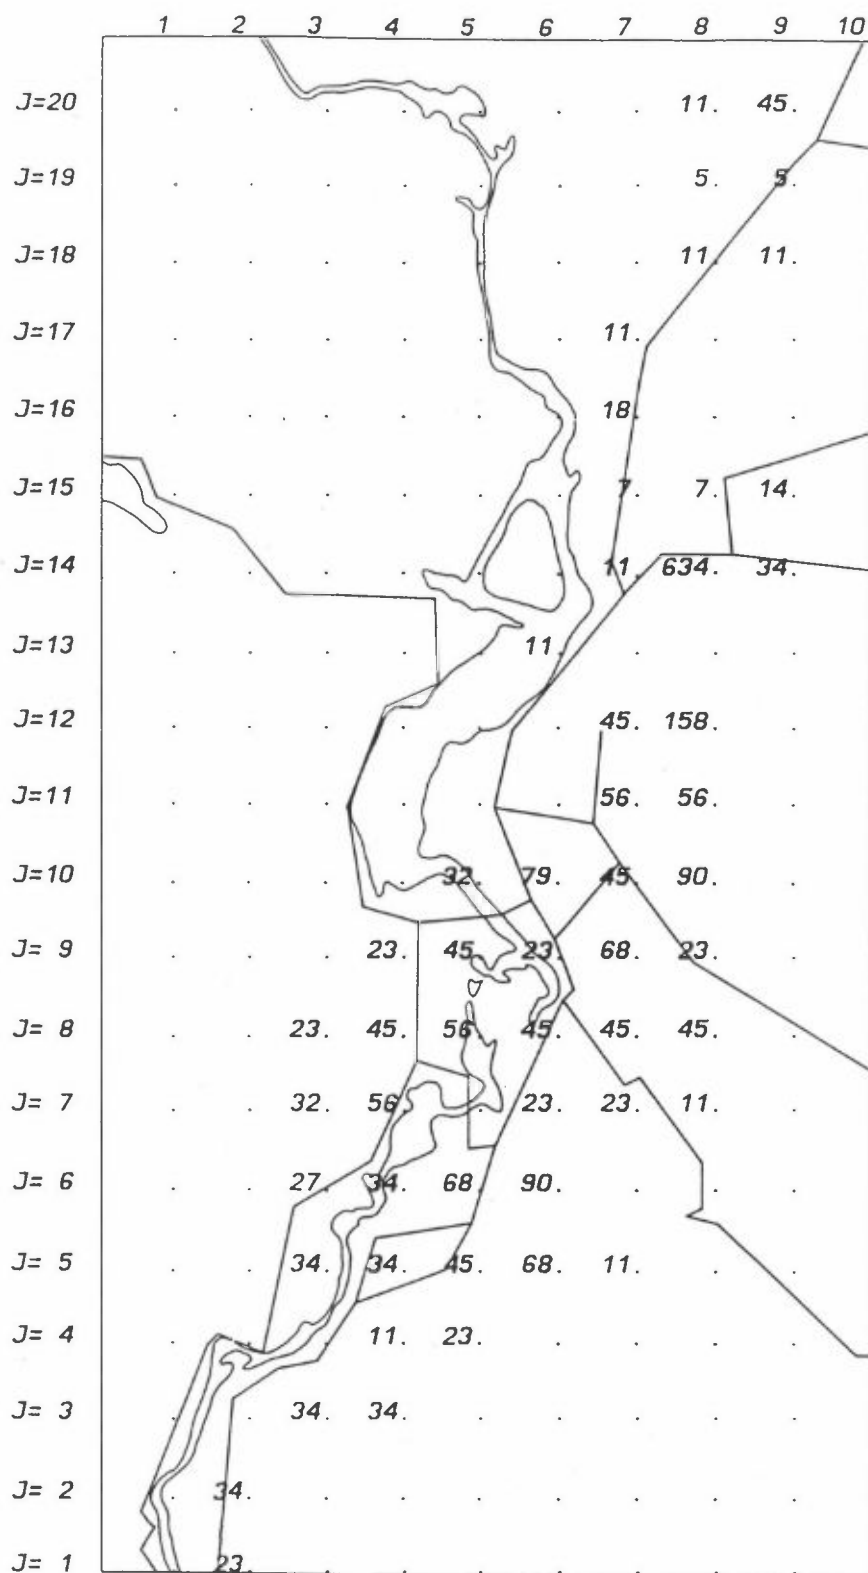 1 2 3 4 5 6 7 8 9 10
J=20 . . . . . . . 11. 45.
J=19 . . . . . . . 5. 5.
J=18 . . . . . . . 11. 11.
J=17 . . . . . . 11. . .
J=16 . . . . . . 18. . .
J=15 . . . . . . 7. 7. 14.
J=14 . . . . . . 11. 634. 34.
J=13 . . . . . 11. . . .
J=12 . . . . . . 45. 158. .
J=11 . . . . . . 56. 56. .
J=10 . . . . 32. 79. 45. 90. .
J= 9 . . . 23. 45. 23. 68. 23. .
J= 8 . . 23. 45. 56. 45. 45. 45. .
J= 7 . . 32. 56. . 23. 23. 11. .
J= 6 . . 27. 34. 68. 90. . . .
J= 5 . . 34. 34. 45. 68. 11. . .
J= 4 . . . 11. 23. . . . .
J= 3 . . 34. 34. . . . . .
J= 2 . 34. . . . . . . .
J= 1 23.